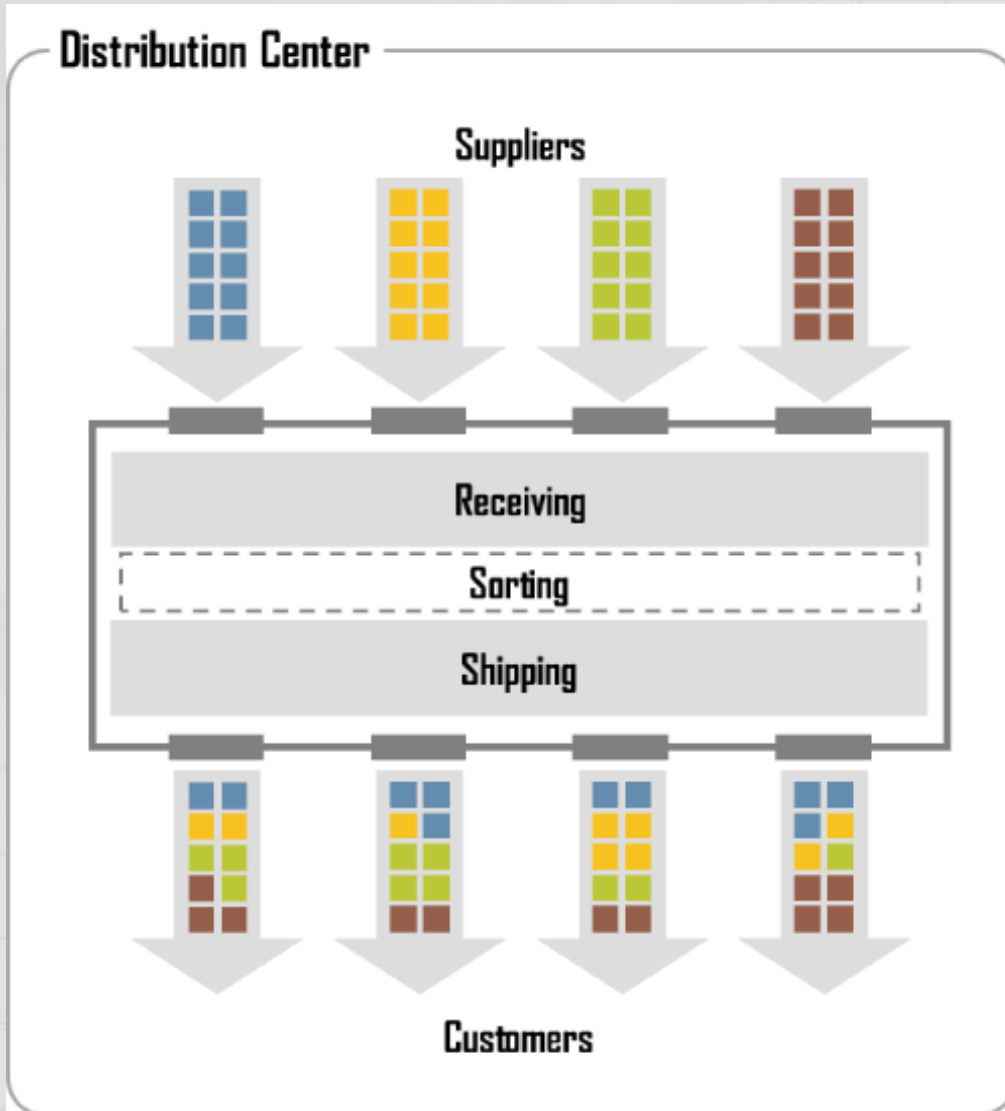 Distribution Center
Suppliers
Receiving
Sorting
Shipping
Customers